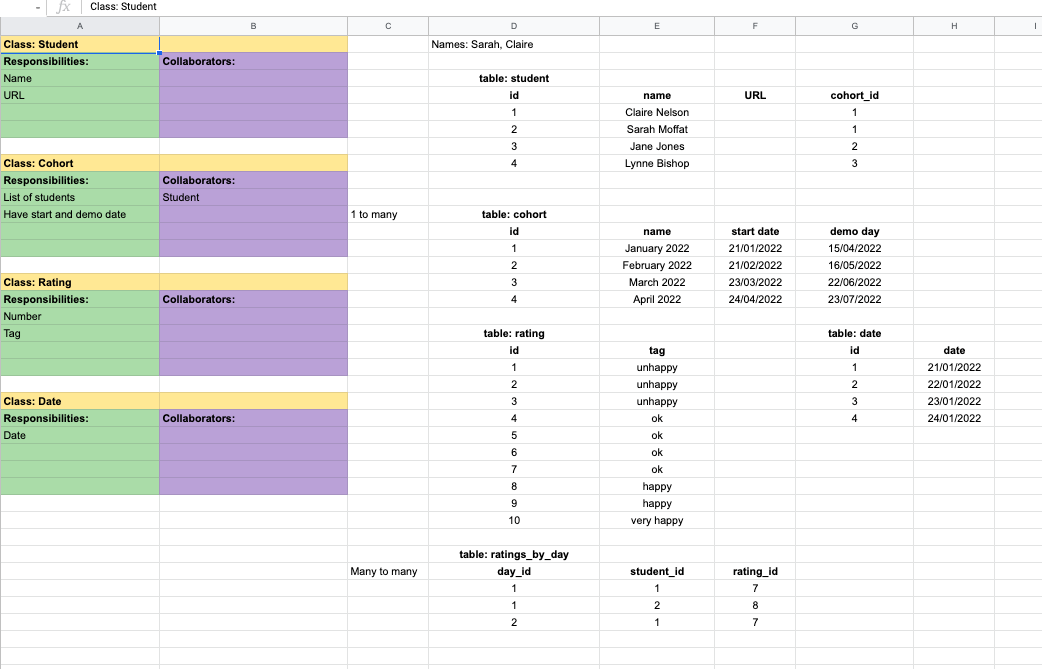 fx Class: Student
A B C D E F G H I
Class: Student Names: Sarah, Claire
Responsibilities: Collaborators:
Name table: student
URL id name URL cohort_id
1 Claire Nelson 1
2 Sarah Moffat 1
3 Jane Jones 2
Class: Cohort 4 Lynne Bishop 3
Responsibilities: Collaborators:
List of students Student
Have start and demo date 1 to many table: cohort
id name start date demo day
1 January 2022 21/01/2022 15/04/2022
2 February 2022 21/02/2022 16/05/2022
Class: Rating 3 March 2022 23/03/2022 22/06/2022
Responsibilities: Collaborators: 4 April 2022 24/04/2022 23/07/2022
Number
Tag table: rating table: date
id tag id date
1 unhappy 1 21/01/2022
2 unhappy 2 22/01/2022
Class: Date 3 unhappy 3 23/01/2022
Responsibilities: Collaborators: 4 ok 4 24/01/2022
Date 5 ok
6 ok
7 ok
8 happy
9 happy
10 very happy
table: ratings_by_day
Many to many day_id student_id rating_id
1 1 7
1 2 8
2 1 7